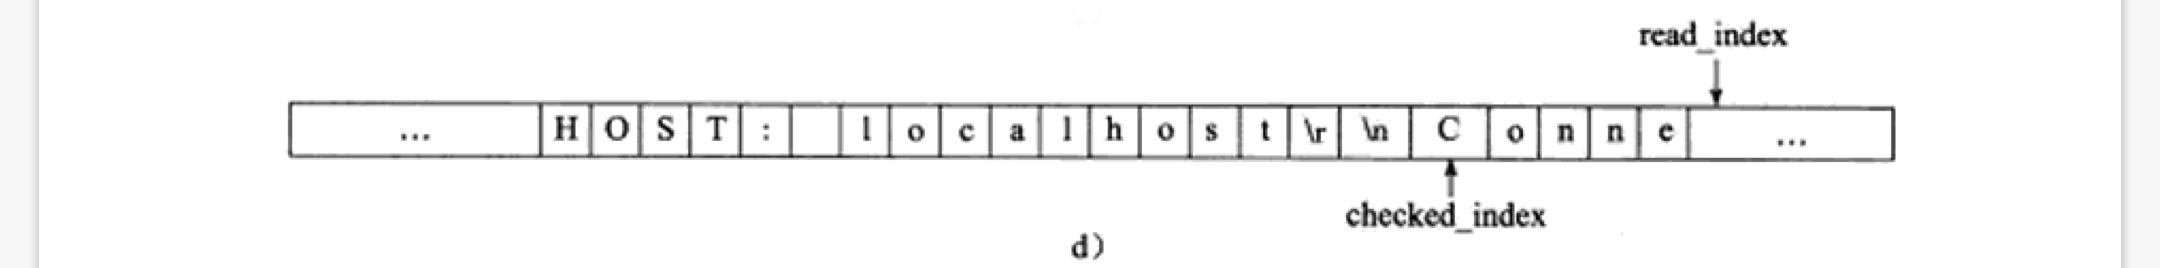 read_index
... H O S T :   l o c a l h o s t \r \n C o n n e ...
checked_index
d)